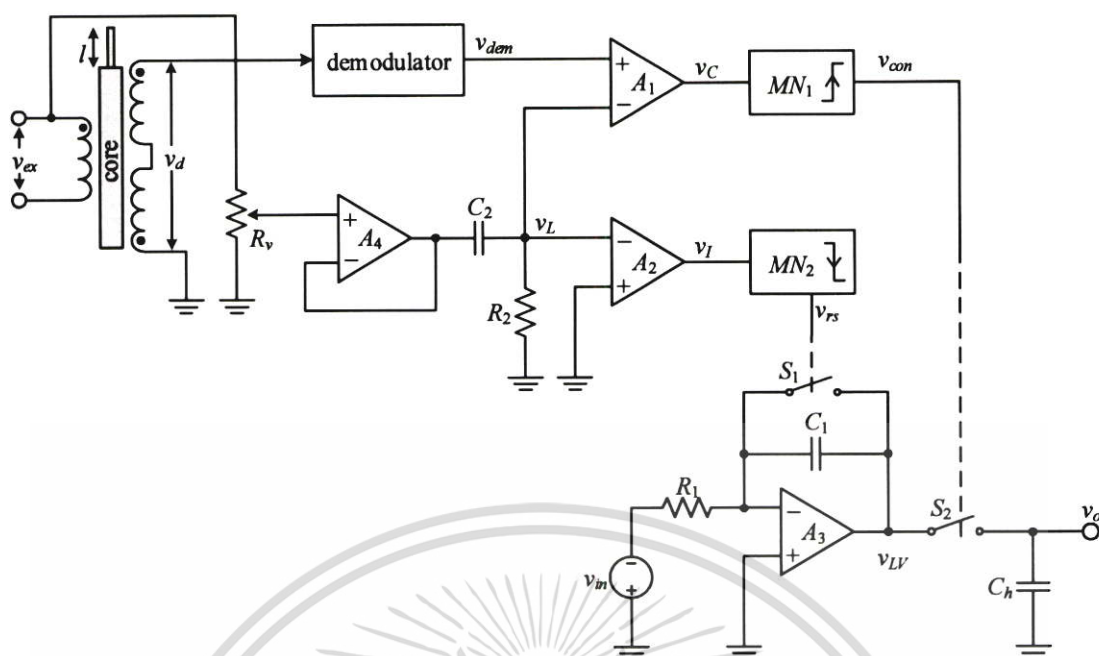 l
core
v_ex
v_d
demodulator
v_dem
+
−
A_1
v_C
MN_1
v_con
R_v
+
−
A_4
C_2
v_L
R_2
−
+
A_2
v_I
MN_2
v_rs
S_1
C_1
R_1
−
+
v_in
−
+
A_3
v_LV
S_2
v_o
C_h